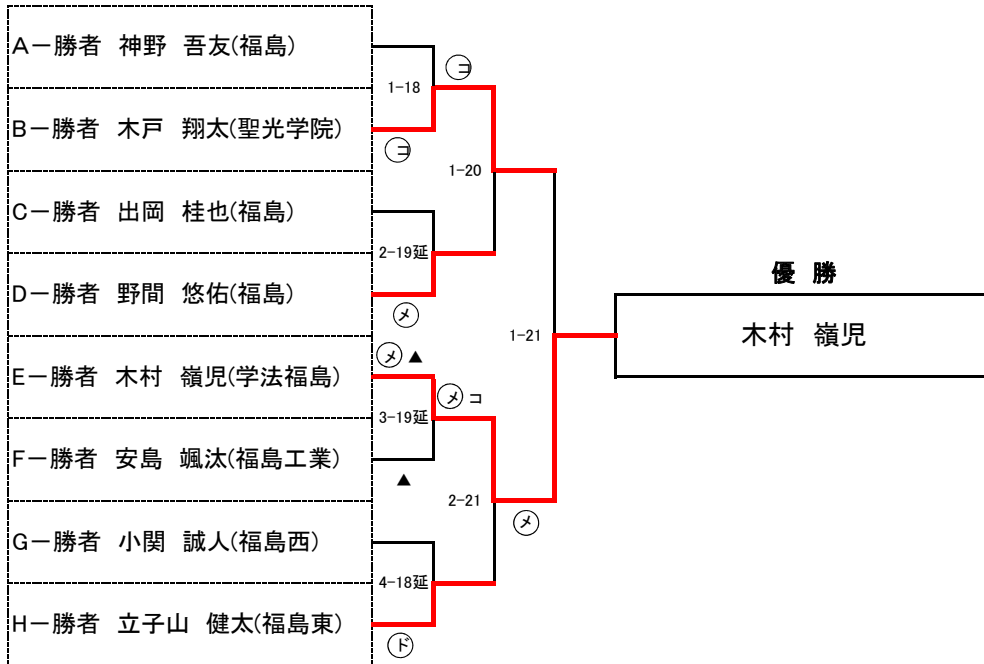 A－勝者 神野 吾友(福島)
1-18
㋙
B－勝者 木戸 翔太(聖光学院)
㋙
1-20
C－勝者 出岡 桂也(福島)
2-19延
D－勝者 野間 悠佑(福島)
㋱
優 勝
1-21
木村 嶺児
㋱ ▲
E－勝者 木村 嶺児(学法福島)
㋱ コ
3-19延
F－勝者 安島 颯汰(福島工業)
▲
2-21
㋱
G－勝者 小関 誠人(福島西)
4-18延
H－勝者 立子山 健太(福島東)
ド